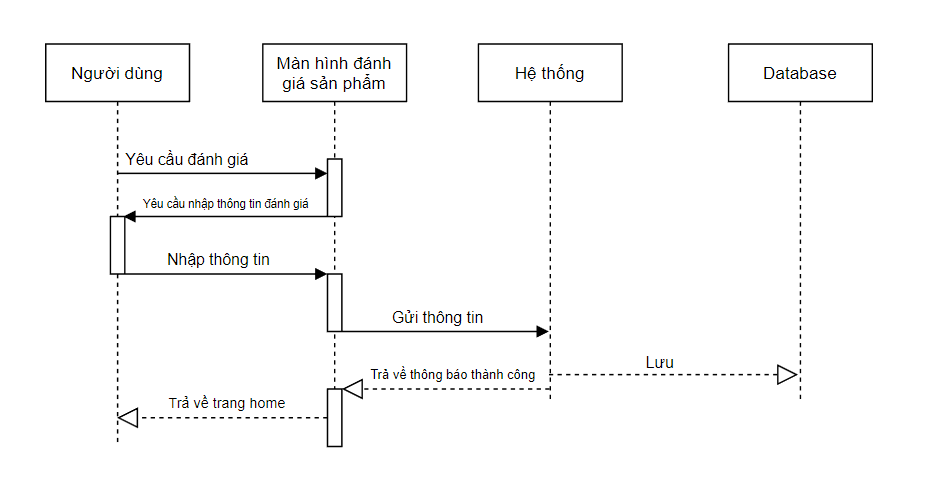 Người dùng
Màn hình đánh
giá sản phẩm
Hệ thống
Database
Yêu cầu đánh giá
Yêu cầu nhập thông tin đánh giá
Nhập thông tin
Gửi thông tin
Lưu
Trả về thông báo thành công
Trả về trang home